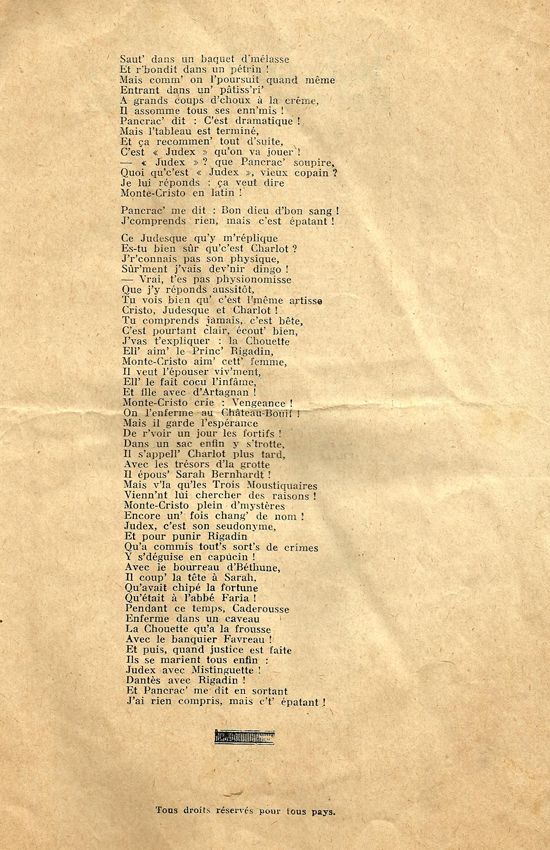 Saut' dans un baquet d'mélasse
Et r'bondit dans un pétrin !
Mais comm' on l'poursuit quand même
Entrant dans un' pâtiss'ri'
A grands coups d'choux à la crême,
Il assomme tous ses enn'mis !
Pancrac' dit : C'est dramatique !
Mais l'tableau est terminé,
Et ça recommen' tout d'suite,
C'est « Judex » qu'on va jouer !
— « Judex » ? que Pancrac' soupire,
Quoi qu'c'est « Judex », vieux copain ?
Je lui réponds : ça veut dire
Monte-Cristo en latin !
Pancrac' me dit : Bon dieu d'bon sang !
J'comprends rien, mais c'est épatant !
Ce Judesque qu'y m'réplique
Es-tu bien sûr qu'c'est Charlot ?
J'r'connais pas son physique,
Sûr'ment j'vais dev'nir dingo !
— Vrai, t'es pas physionomisse
Que j'y réponds aussitôt,
Tu vois bien qu' c'est l'même artisse
Cristo, Judesque et Charlot !
Tu comprends jamais, c'est bête,
C'est pourtant clair, écout' bien,
J'vas t'expliquer : la Chouette
Ell' aim' le Princ' Rigadin,
Monte-Cristo aim' cett' femme,
Il veut l'épouser viv'ment,
Ell' le fait cocu l'infâme,
Et file avec d'Artagnan !
Monte-Cristo crie : Vengeance !
On l'enferme au Château-Bouif !
Mais il garde l'espérance
De r'voir un jour les fortifs !
Dans un sac enfin y s'trotte,
Il s'appell' Charlot plus tard,
Avec les trésors d'la grotte
Il épous' Sarah Bernhardt !
Mais v'la qu'les Trois Moustiquaires
Vienn'nt lui chercher des raisons !
Monte-Cristo plein d'mystères
Encore un' fois chang' de nom !
Judex, c'est son seudonyme,
Et pour punir Rigadin
Qu'a commis tout's sort's de crimes
Y s'déguise en capucin !
Avec le bourreau d'Béthune,
Il coup' la tête à Sarah,
Qu'avait chipé la fortune
Qu'était à l'abbé Faria !
Pendant ce temps, Caderousse
Enferme dans un caveau
La Chouette qu'a la frousse
Avec le banquier Favreau !
Et puis, quand justice est faite
Ils se marient tous enfin :
Judex avec Mistinguette !
Dantès avec Rigadin !
Et Pancrac' me dit en sortant
J'ai rien compris, mais c't' épatant !
Tous droits réservés pour tous pays.